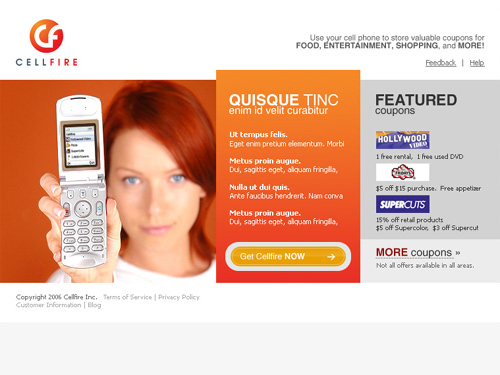 Use your cell phone to store valuable coupons for
FOOD, ENTERTAINMENT, SHOPPING, and MORE!
CELLFIRE
Feedback | Help
QUISQUE TINC
enim id velit curabitur
Ut tempus felis.
Eget enim pretium elementum. Morbi
Metus proin augue.
Dui, sagittis eget, aliquam fringilla,
Nulla ut dui quis.
Ante faucibus hendrerit. Nam conva
Metus proin augue.
Dui, sagittis eget, aliquam fringilla,
Get Cellfire NOW →
FEATURED
coupons
HOLLYWOOD
VIDEO
1 free rental, 1 free used DVD
$5 off $15 purchase. Free appetizer
SUPERCUTS
15% off retail products
$5 off Supercolor, $3 off Supercut
MORE coupons »
Not all offers available in all areas.
Copyright 2006 Cellfire Inc. Terms of Service | Privacy Policy
Customer Information | Blog